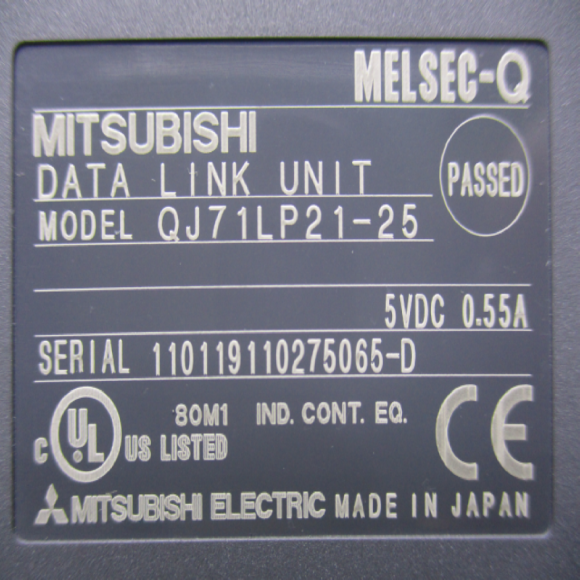 MELSEC-Q
MITSUBISHI
DATA LINK UNIT
PASSED
MODEL QJ71LP21-25
5VDC 0.55A
SERIAL 110119110275065-D
80M1 IND. CONT. EQ.
C UL US LISTED
CE
MITSUBISHI ELECTRIC MADE IN JAPAN